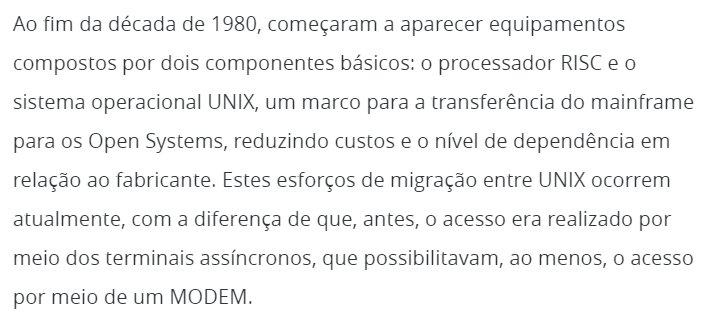 Ao fim da década de 1980, começaram a aparecer equipamentos
compostos por dois componentes básicos: o processador RISC e o
sistema operacional UNIX, um marco para a transferência do mainframe
para os Open Systems, reduzindo custos e o nível de dependência em
relação ao fabricante. Estes esforços de migração entre UNIX ocorrem
atualmente, com a diferença de que, antes, o acesso era realizado por
meio dos terminais assíncronos, que possibilitavam, ao menos, o acesso
por meio de um MODEM.